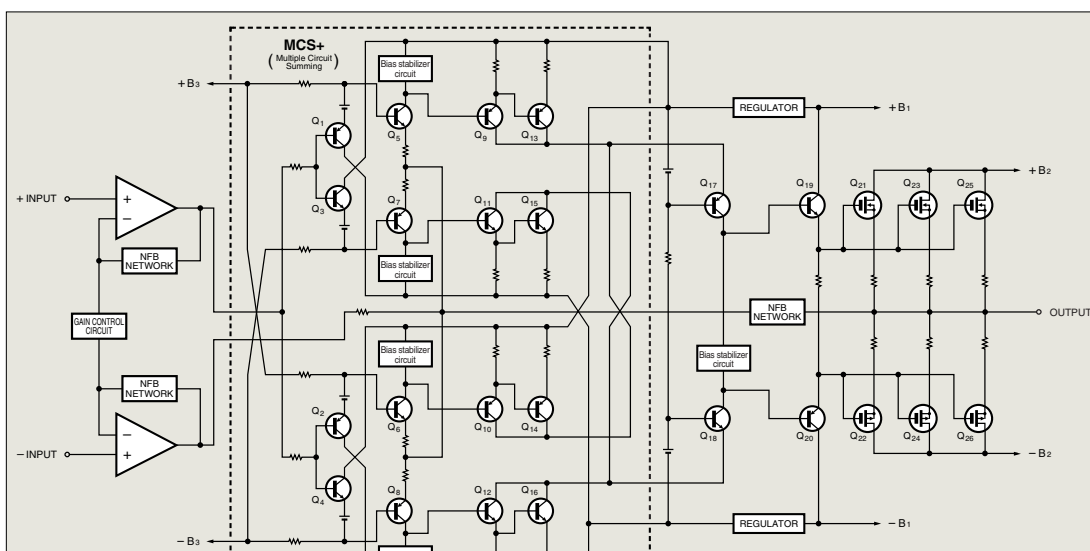 MCS+
( Multiple Circuit Summing )
Bias stabilizer circuit
+B3
REGULATOR
+B1
Q1
Q5
Q9
Q13
+B2
Q17
Q19
Q21
Q23
Q25
+ INPUT
+
−
Q3
Q7
Q11
Q15
NFB NETWORK
Bias stabilizer circuit
GAIN CONTROL CIRCUIT
NFB NETWORK
OUTPUT
Bias stabilizer circuit
Bias stabilizer circuit
NFB NETWORK
Q2
Q6
Q10
Q14
Q18
Q20
Q22
Q24
Q26
−
+
− INPUT
−B2
Q4
Q8
Q12
Q16
REGULATOR
−B1
−B3